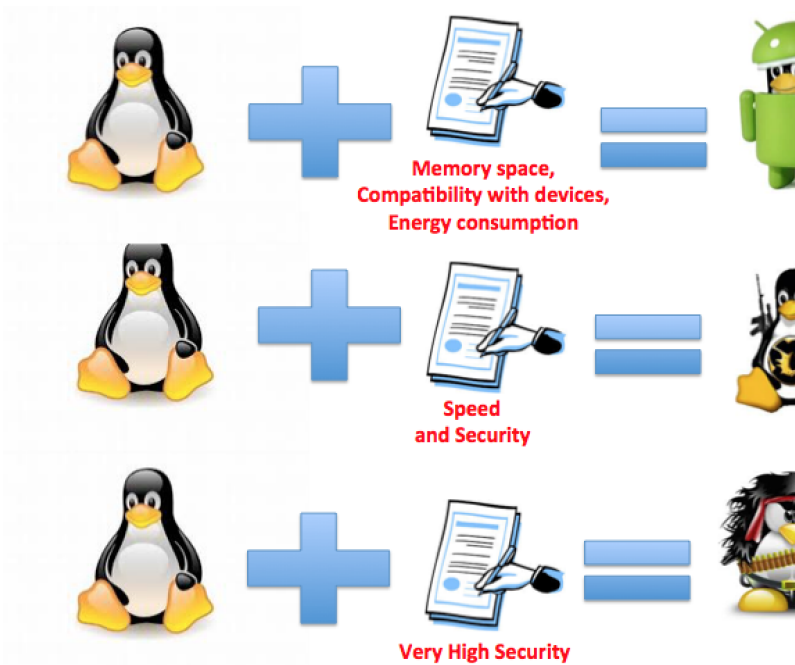 Memory space,
Compatibility with devices,
Energy consumption
Speed
and Security
Very High Security